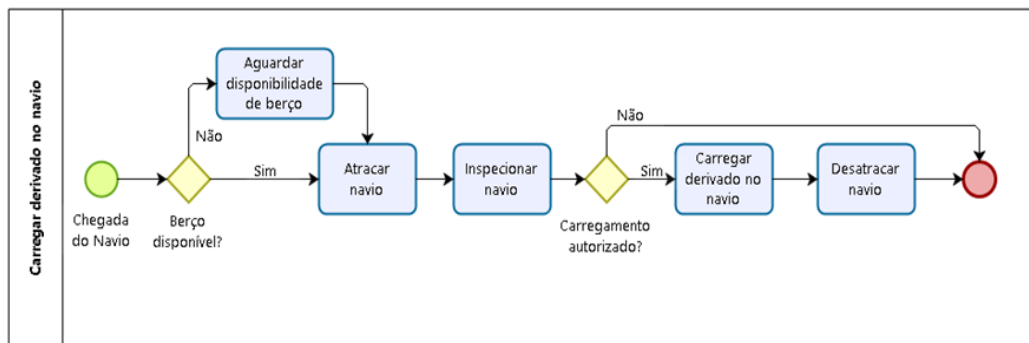 Carregar derivado no navio
Chegada
do Navio
Berço
disponível?
Não
Sim
Aguardar
disponibilidade
de berço
Atracar
navio
Inspecionar
navio
Carregamento
autorizado?
Não
Sim
Carregar
derivado no
navio
Desatracar
navio